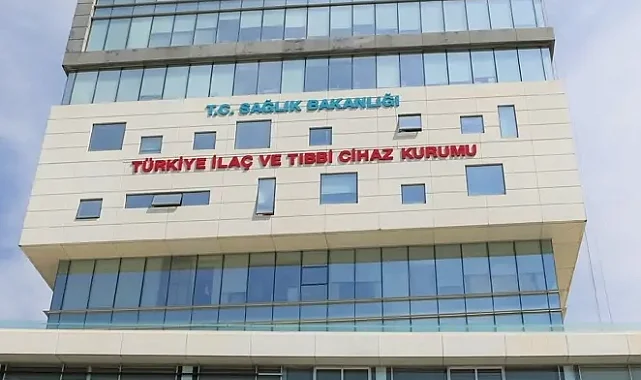 T.C. SAĞLIK BAKANLIĞI
TÜRKİYE İLAÇ VE TIBBİ CİHAZ KURUMU